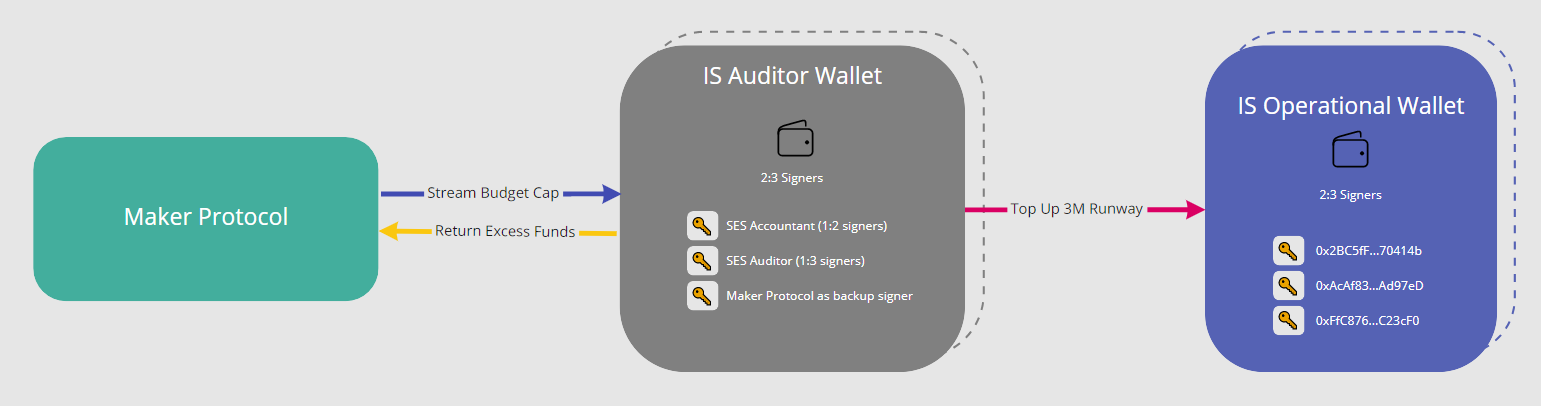 Maker Protocol
Stream Budget Cap
Return Excess Funds
IS Auditor Wallet
2:3 Signers
SES Accountant (1:2 signers)
SES Auditor (1:3 signers)
Maker Protocol as backup signer
Top Up 3M Runway
IS Operational Wallet
2:3 Signers
0x2BC5fF...70414b
0xAcAf83...Ad97eD
0xFfC876...C23cF0